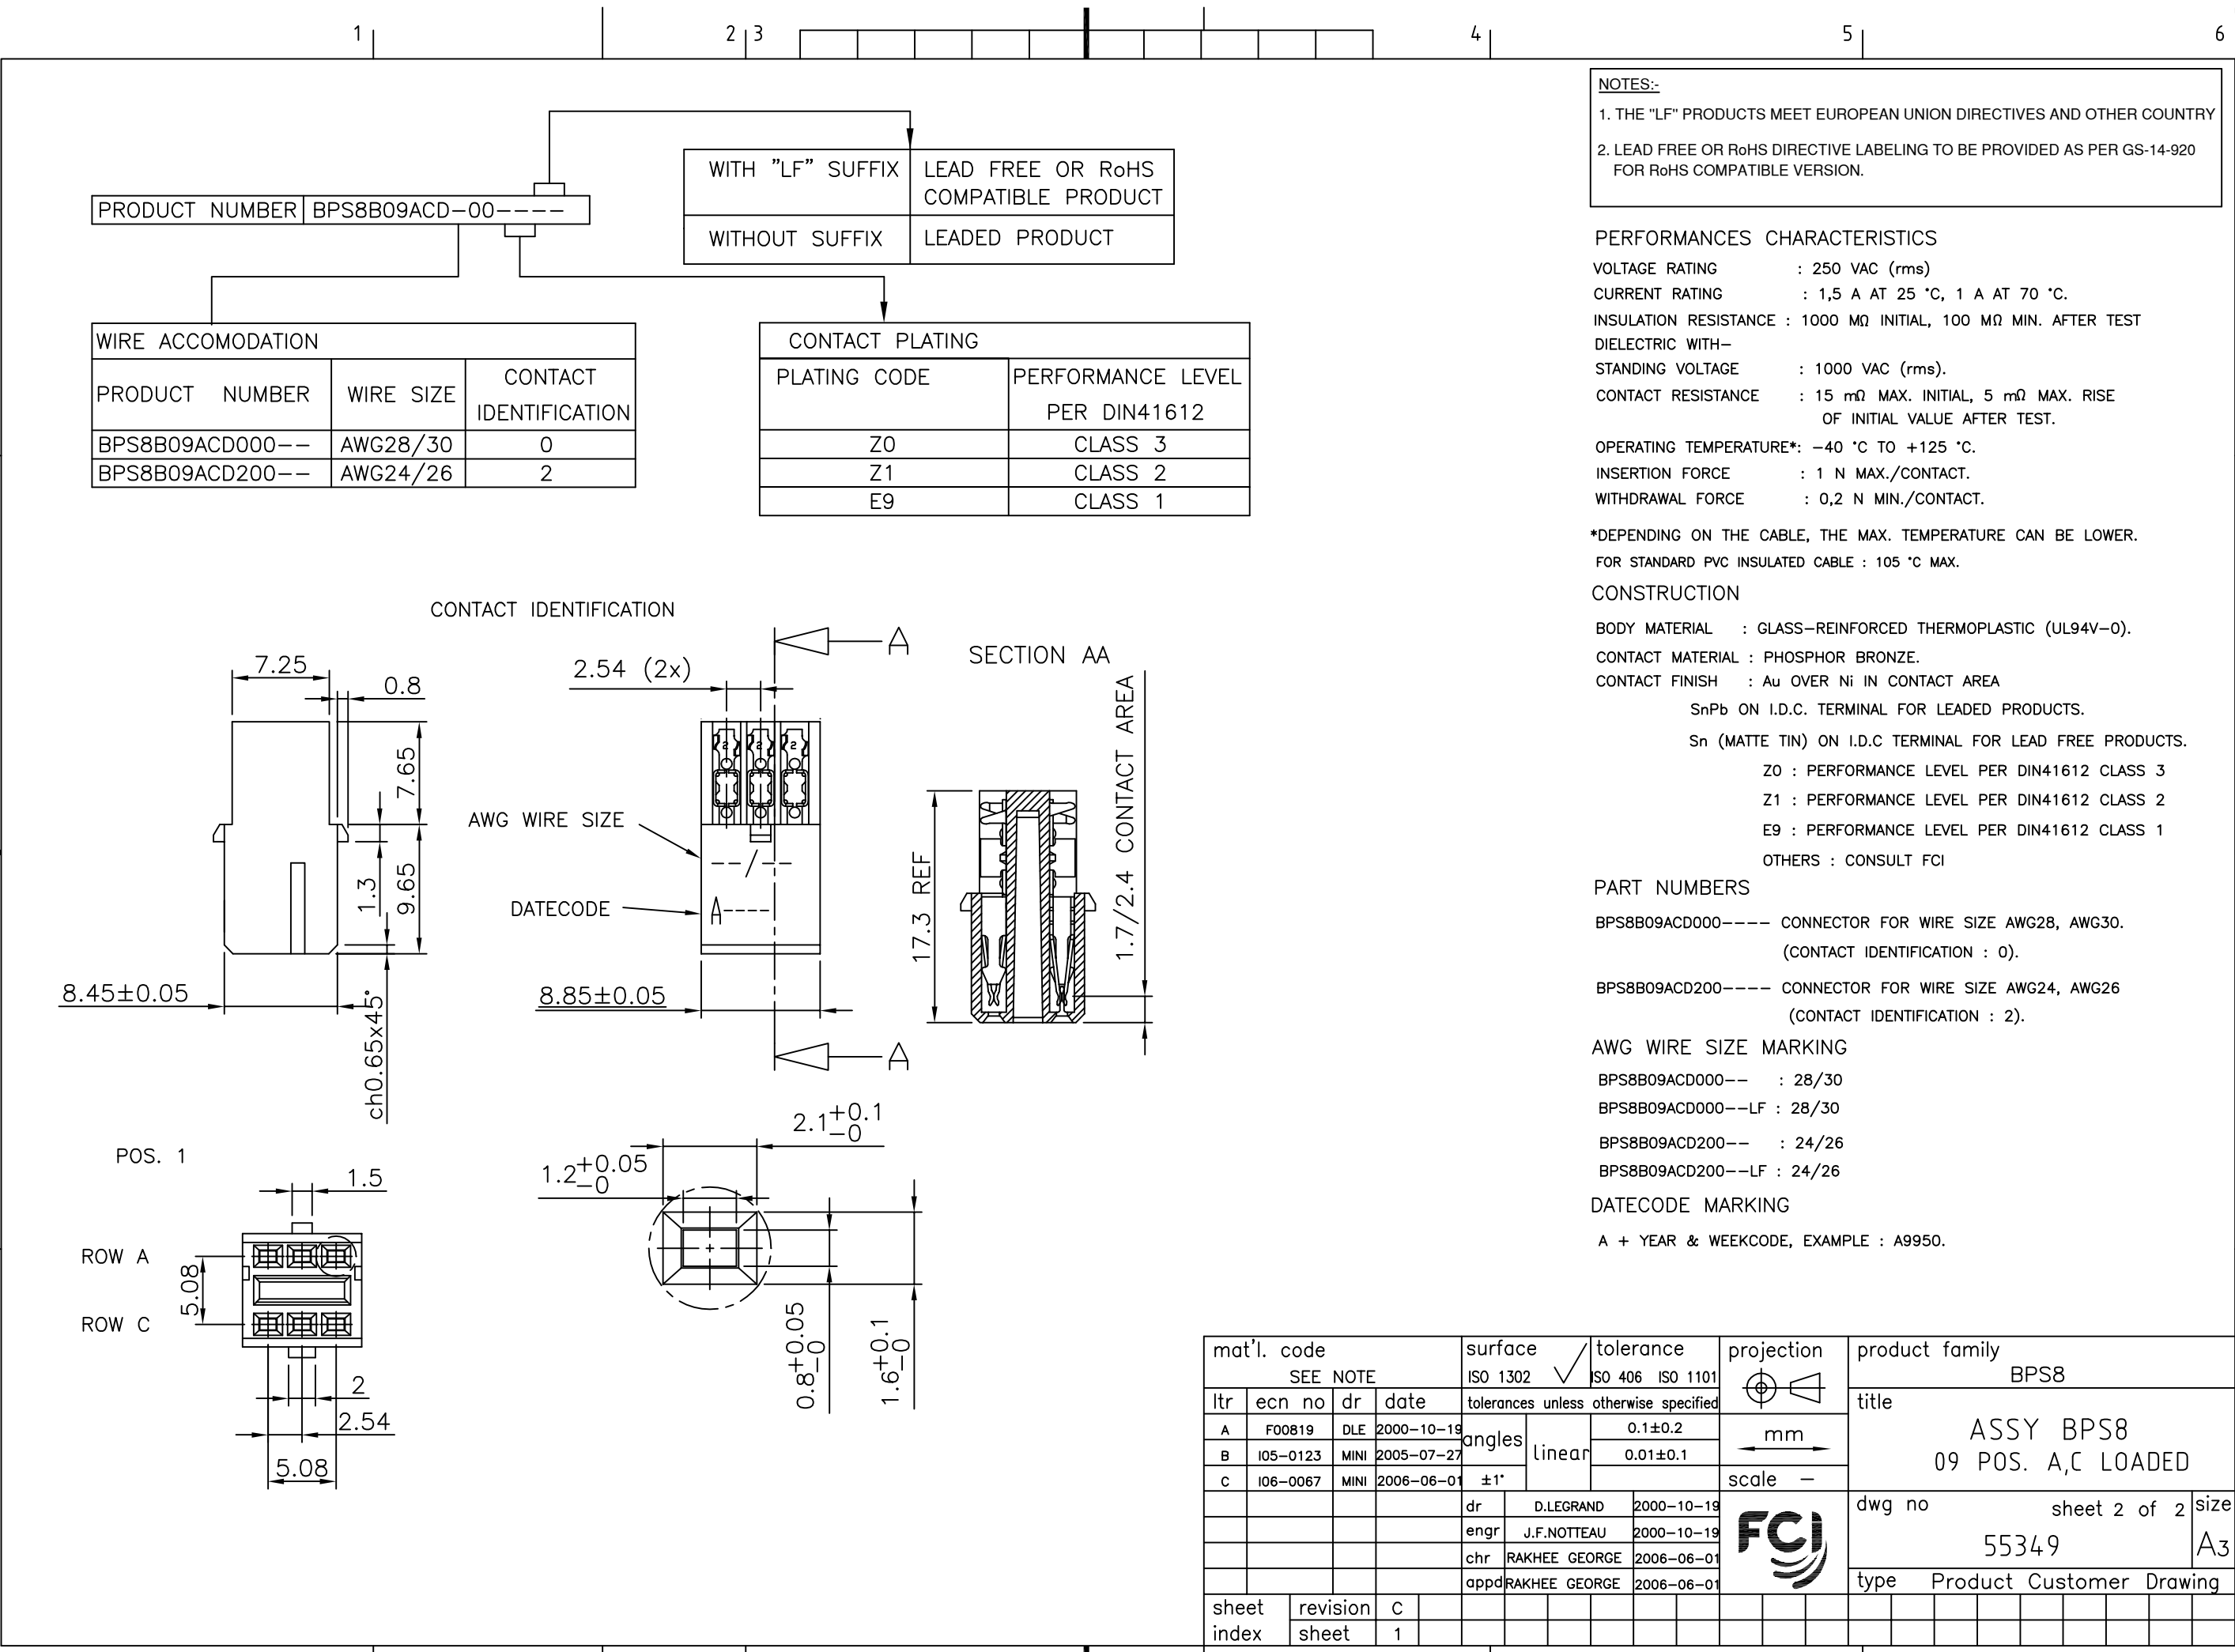 1
2
3
4
5
6
NOTES:-
1. THE "LF" PRODUCTS MEET EUROPEAN UNION DIRECTIVES AND OTHER COUNTRY
2. LEAD FREE OR RoHS DIRECTIVE LABELING TO BE PROVIDED AS PER GS-14-920
FOR RoHS COMPATIBLE VERSION.
WITH "LF" SUFFIX
LEAD FREE OR RoHS
COMPATIBLE PRODUCT
WITHOUT SUFFIX
LEADED PRODUCT
PRODUCT NUMBER
BPS8B09ACD-00----
WIRE ACCOMODATION
PRODUCT NUMBER
WIRE SIZE
CONTACT
IDENTIFICATION
BPS8B09ACD000--
AWG28/30
0
BPS8B09ACD200--
AWG24/26
2
CONTACT PLATING
PLATING CODE
PERFORMANCE LEVEL
PER DIN41612
Z0
CLASS 3
Z1
CLASS 2
E9
CLASS 1
PERFORMANCES CHARACTERISTICS
VOLTAGE RATING : 250 VAC (rms)
CURRENT RATING : 1,5 A AT 25 °C, 1 A AT 70 °C.
INSULATION RESISTANCE : 1000 MΩ INITIAL, 100 MΩ MIN. AFTER TEST
DIELECTRIC WITH-
STANDING VOLTAGE : 1000 VAC (rms).
CONTACT RESISTANCE : 15 mΩ MAX. INITIAL, 5 mΩ MAX. RISE
OF INITIAL VALUE AFTER TEST.
OPERATING TEMPERATURE*: -40 °C TO +125 °C.
INSERTION FORCE : 1 N MAX./CONTACT.
WITHDRAWAL FORCE : 0,2 N MIN./CONTACT.
*DEPENDING ON THE CABLE, THE MAX. TEMPERATURE CAN BE LOWER.
FOR STANDARD PVC INSULATED CABLE : 105 °C MAX.
CONSTRUCTION
BODY MATERIAL : GLASS-REINFORCED THERMOPLASTIC (UL94V-0).
CONTACT MATERIAL : PHOSPHOR BRONZE.
CONTACT FINISH : Au OVER Ni IN CONTACT AREA
SnPb ON I.D.C. TERMINAL FOR LEADED PRODUCTS.
Sn (MATTE TIN) ON I.D.C TERMINAL FOR LEAD FREE PRODUCTS.
Z0 : PERFORMANCE LEVEL PER DIN41612 CLASS 3
Z1 : PERFORMANCE LEVEL PER DIN41612 CLASS 2
E9 : PERFORMANCE LEVEL PER DIN41612 CLASS 1
OTHERS : CONSULT FCI
PART NUMBERS
BPS8B09ACD000---- CONNECTOR FOR WIRE SIZE AWG28, AWG30.
(CONTACT IDENTIFICATION : 0).
BPS8B09ACD200---- CONNECTOR FOR WIRE SIZE AWG24, AWG26
(CONTACT IDENTIFICATION : 2).
AWG WIRE SIZE MARKING
BPS8B09ACD000-- : 28/30
BPS8B09ACD000--LF : 28/30
BPS8B09ACD200-- : 24/26
BPS8B09ACD200--LF : 24/26
DATECODE MARKING
A + YEAR & WEEKCODE, EXAMPLE : A9950.
CONTACT IDENTIFICATION
7.25
0.8
7.65
1.3
9.65
8.45±0.05
ch0.65x45°
2.54 (2x)
A
2
2
2
AWG WIRE SIZE
--/--
DATECODE
A----
8.85±0.05
A
SECTION AA
17.3 REF
1.7/2.4 CONTACT AREA
POS. 1
1.5
ROW A
5.08
ROW C
2
2.54
5.08
2.1+0.1
-0
1.2+0.05
-0
0.8+0.05
-0
1.6+0.1
-0
mat'l. code
SEE NOTE
surface
ISO 1302
tolerance
ISO 406 ISO 1101
projection
product family
BPS8
ltr
ecn no
dr
date
tolerances unless otherwise specified
A
F00819
DLE
2000-10-19
B
I05-0123
MINI
2005-07-27
C
I06-0067
MINI
2006-06-01
angles
±1°
linear
0.1±0.2
0.01±0.1
mm
scale -
title
ASSY BPS8
09 POS. A,C LOADED
dr
D.LEGRAND
2000-10-19
engr
J.F.NOTTEAU
2000-10-19
chr
RAKHEE GEORGE
2006-06-01
appd
RAKHEE GEORGE
2006-06-01
FCI
dwg no
sheet 2 of 2
size
55349
A3
type Product Customer Drawing
sheet
index
revision
C
sheet
1